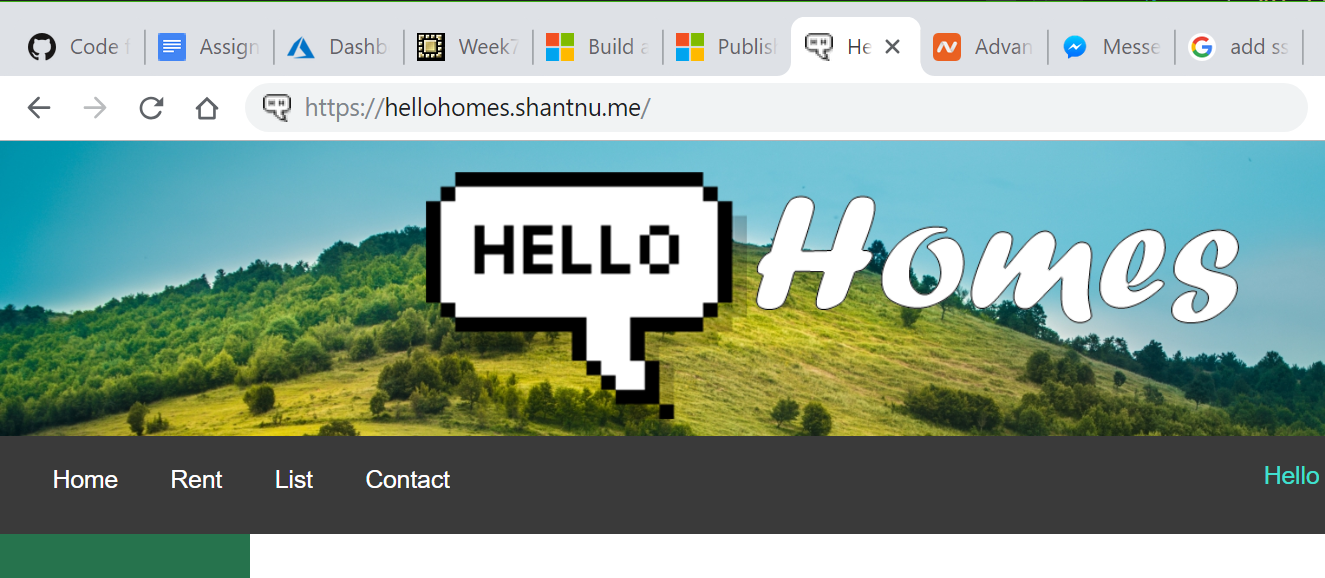 Code f Assign Dashb Week7 Build a Publish He Advan Messe add ss
https://hellohomes.shantnu.me/
HELLO Homes
Home Rent List Contact Hello